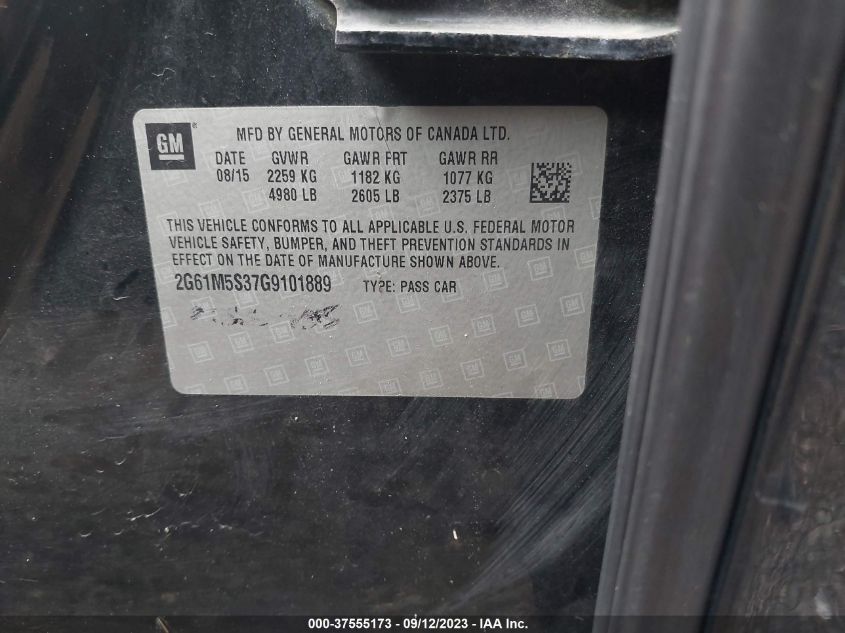 GM ® MFD BY GENERAL MOTORS OF CANADA LTD.
DATE GVWR GAWR FRT GAWR RR
08/15 2259 KG 1182 KG 1077 KG
4980 LB 2605 LB 2375 LB
THIS VEHICLE CONFORMS TO ALL APPLICABLE U.S. FEDERAL MOTOR
VEHICLE SAFETY, BUMPER, AND THEFT PREVENTION STANDARDS IN
EFFECT ON THE DATE OF MANUFACTURE SHOWN ABOVE.
2G61M5S37G9101889 TYPE: PASS CAR
000-37555173 - 09/12/2023 - IAA Inc.